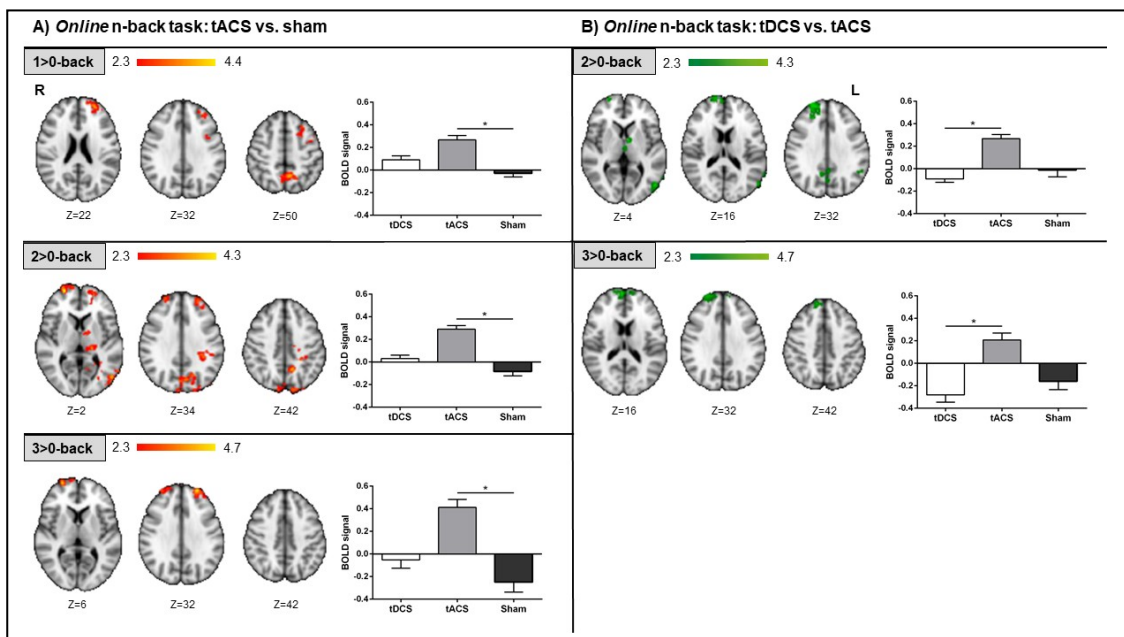 A) Online n-back task: tACS vs. sham
1>0-back 2.3 4.4
R
0.6
0.4
0.2
0.0
-0.2
-0.4
BOLD signal
*
tDCS tACS Sham
Z=22 Z=32 Z=50
2>0-back 2.3 4.3
0.6
0.4
0.2
0.0
-0.2
-0.4
BOLD signal
*
tDCS tACS Sham
Z=2 Z=34 Z=42
3>0-back 2.3 4.7
0.6
0.4
0.2
0.0
-0.2
-0.4
BOLD signal
*
tDCS tACS Sham
Z=6 Z=32 Z=42
B) Online n-back task: tDCS vs. tACS
2>0-back 2.3 4.3
L
0.6
0.4
0.2
0.0
-0.2
-0.4
BOLD signal
*
tDCS tACS Sham
Z=4 Z=16 Z=32
3>0-back 2.3 4.7
0.6
0.4
0.2
0.0
-0.2
-0.4
BOLD signal
*
tDCS tACS Sham
Z=16 Z=32 Z=42